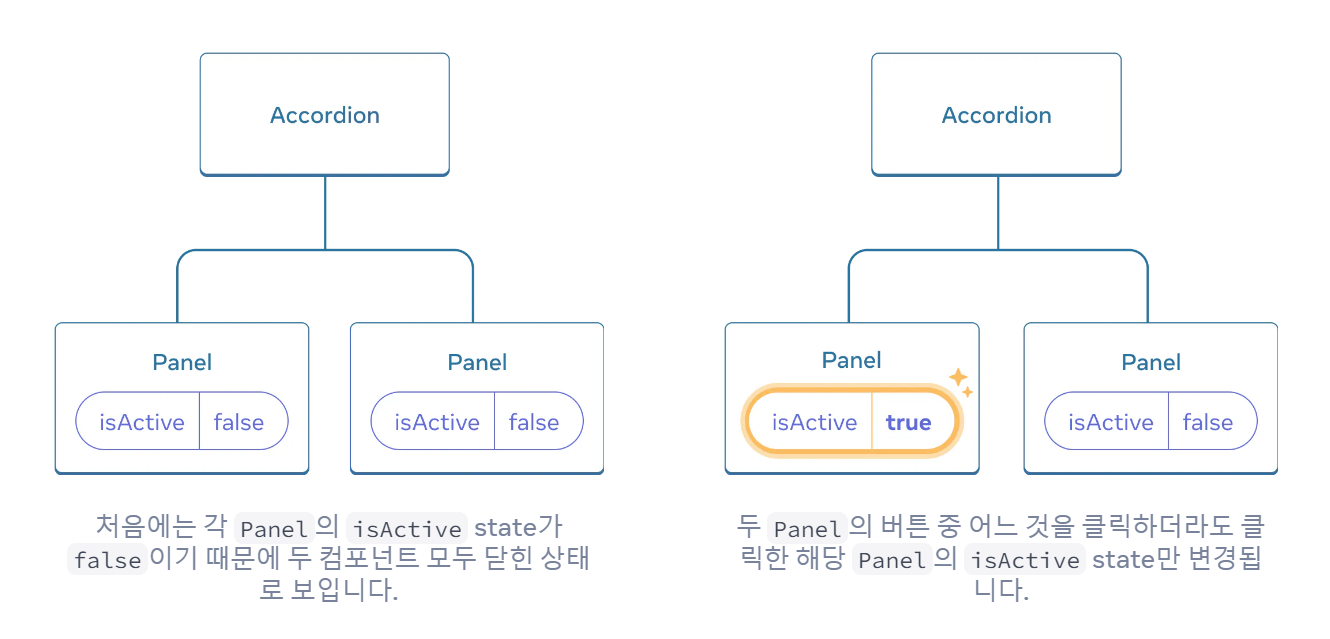 Accordion
Panel
isActive false
Panel
isActive false
처음에는 각 Panel의 isActive state가
false이기 때문에 두 컴포넌트 모두 닫힌 상태
로 보입니다.
Accordion
Panel
isActive true
Panel
isActive false
두 Panel의 버튼 중 어느 것을 클릭하더라도 클
릭한 해당 Panel의 isActive state만 변경됩
니다.